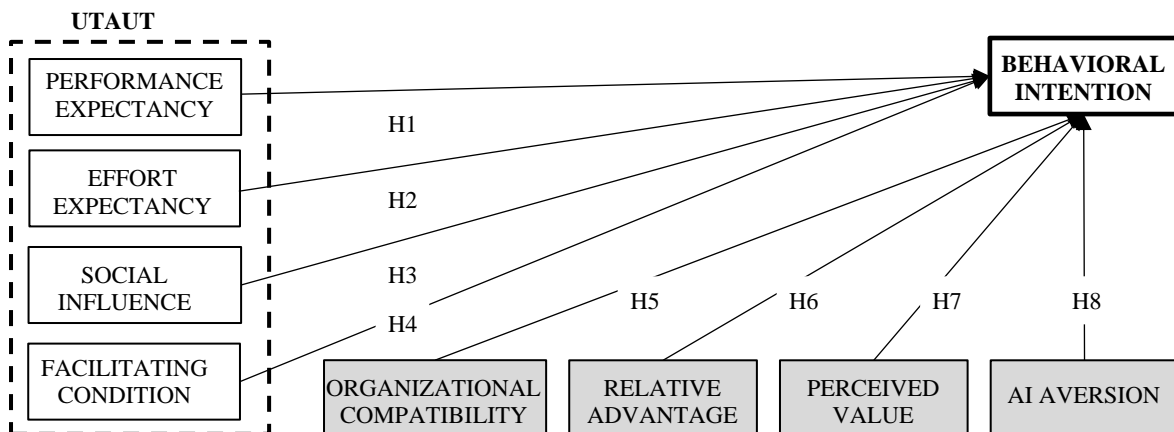 UTAUT
PERFORMANCE
EXPECTANCY
BEHAVIORAL
INTENTION
H1
EFFORT
EXPECTANCY
H2
SOCIAL
INFLUENCE
H3
H4
H5
H6
H7
H8
FACILITATING
CONDITION
ORGANIZATIONAL
COMPATIBILITY
RELATIVE
ADVANTAGE
PERCEIVED
VALUE
AI AVERSION